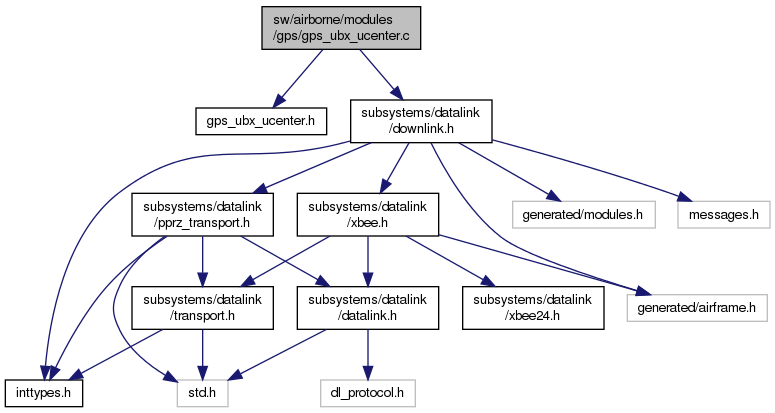 sw/airborne/modules
/gps/gps_ubx_ucenter.c
gps_ubx_ucenter.h
subsystems/datalink
/downlink.h
subsystems/datalink
/pprz_transport.h
subsystems/datalink
/xbee.h
generated/modules.h
messages.h
subsystems/datalink
/transport.h
subsystems/datalink
/datalink.h
subsystems/datalink
/xbee24.h
generated/airframe.h
inttypes.h
std.h
dl_protocol.h